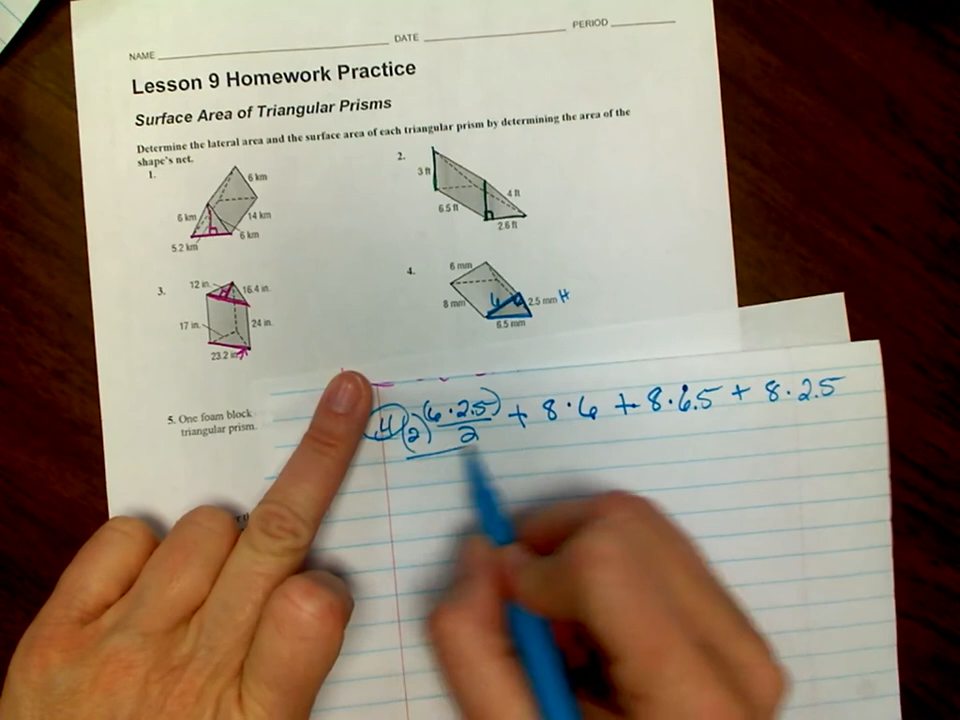 NAME DATE PERIOD
Lesson 9 Homework Practice
Surface Area of Triangular Prisms
Determine the lateral area and the surface area of each triangular prism by determining the area of the
shape's net.
1.
6 km
6 km
14 km
6 km
5.2 km
2.
3 ft
4 ft
6.5 ft
2.6 ft
3.
12 in.
16.4 in.
17 in.
24 in.
23.2 in.
4.
6 mm
8 mm
2.5 mm H
6.5 mm
5. One foam block
triangular prism.
4 (2) (6 · 2.5) / 2 + 8 · 6 + 8 · 6.5 + 8 · 2.5